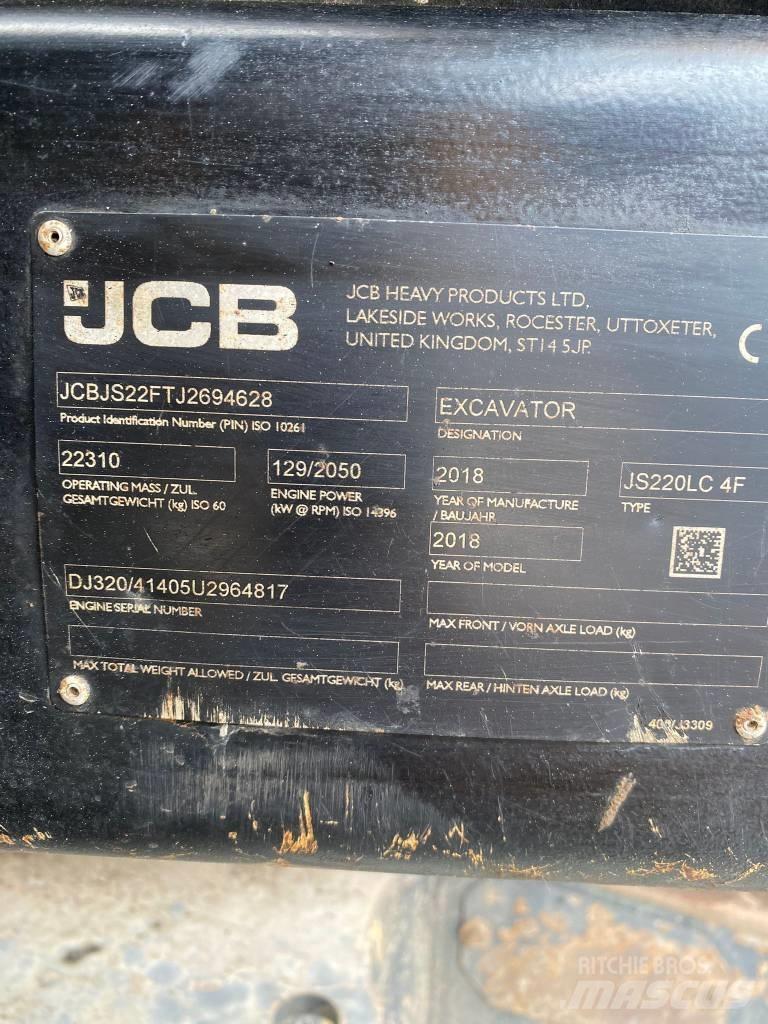 JCB
JCB HEAVY PRODUCTS LTD,
LAKESIDE WORKS, ROCESTER, UTTOXETER,
UNITED KINGDOM, ST14 5JP.
JCBJS22FTJ2694628
Product Identification Number (PIN) ISO 10261
EXCAVATOR
DESIGNATION
22310
OPERATING MASS / ZUL.
GESAMTGEWICHT (kg) ISO 60
129/2050
ENGINE POWER
(kW @ RPM) ISO 14396
2018
YEAR OF MANUFACTURE
/ BAUJAHR
JS220LC 4F
TYPE
2018
YEAR OF MODEL
DJ320/41405U2964817
ENGINE SERIAL NUMBER
MAX FRONT / VORN AXLE LOAD (kg)
MAX TOTAL WEIGHT ALLOWED / ZUL. GESAMTGEWICHT (kg)
MAX REAR / HINTEN AXLE LOAD (kg)
RITCHIE BROS.
MASCUS